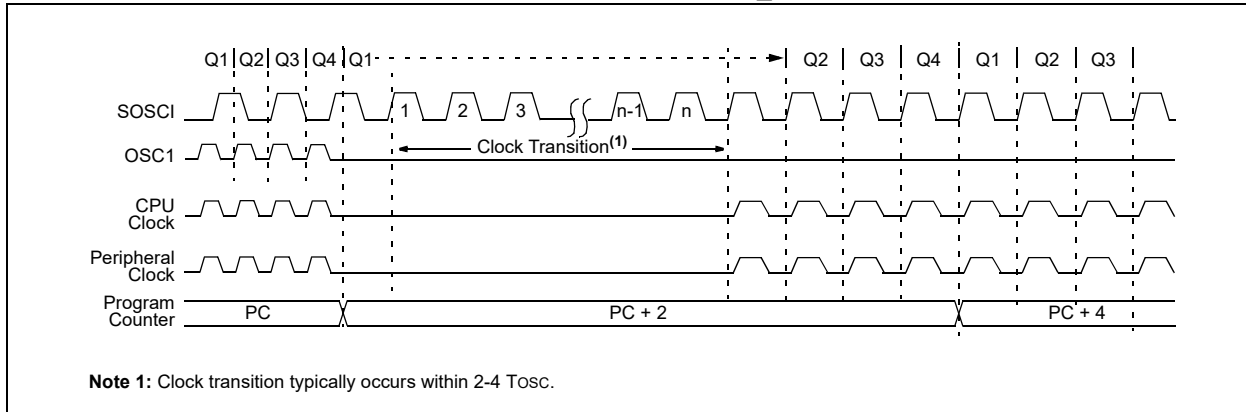 Q1 Q2 Q3 Q4 Q1 Q2 Q3 Q4 Q1 Q2 Q3
SOSCI 1 2 3 n-1 n
OSC1 Clock Transition(1)
CPU
Clock
Peripheral
Clock
Program
Counter PC PC + 2 PC + 4
Note 1: Clock transition typically occurs within 2-4 TOSC.